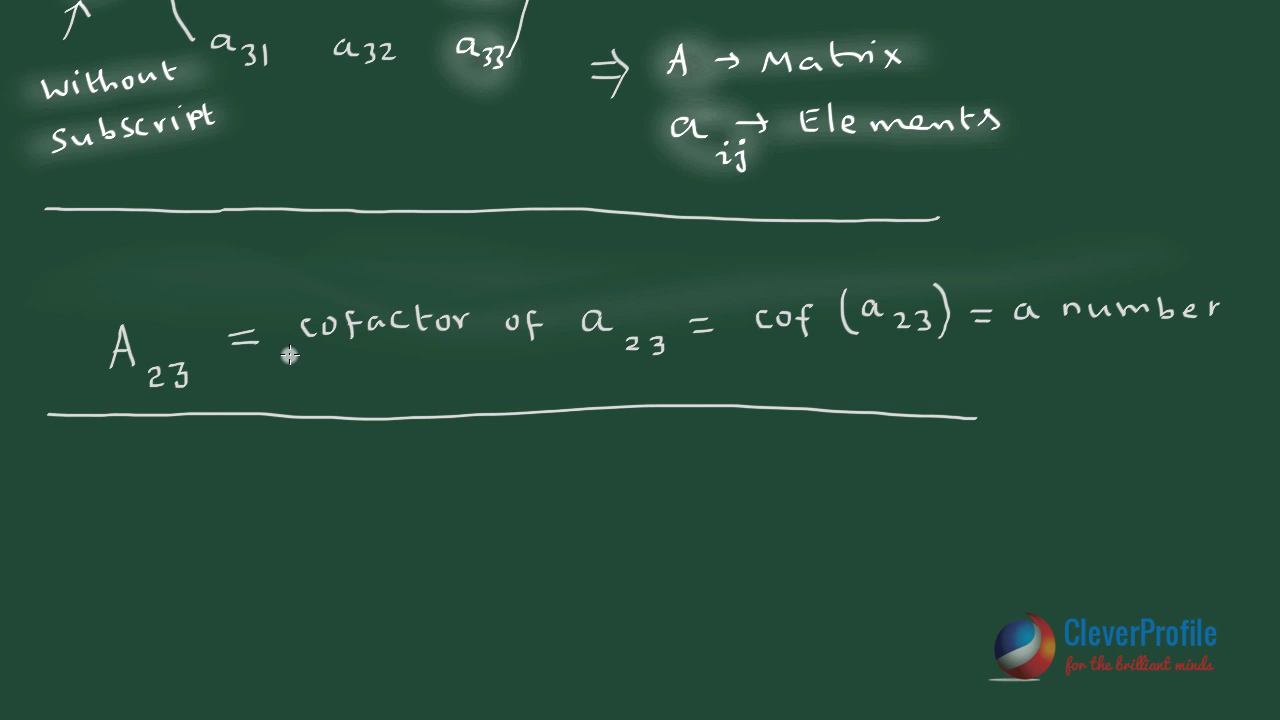 a31 a32 a33
Without
Subscript
⇒ A → Matrix
aij → Elements
A23 = cofactor of a23 = cof (a23) = a number
CleverProfile
for the brilliant minds